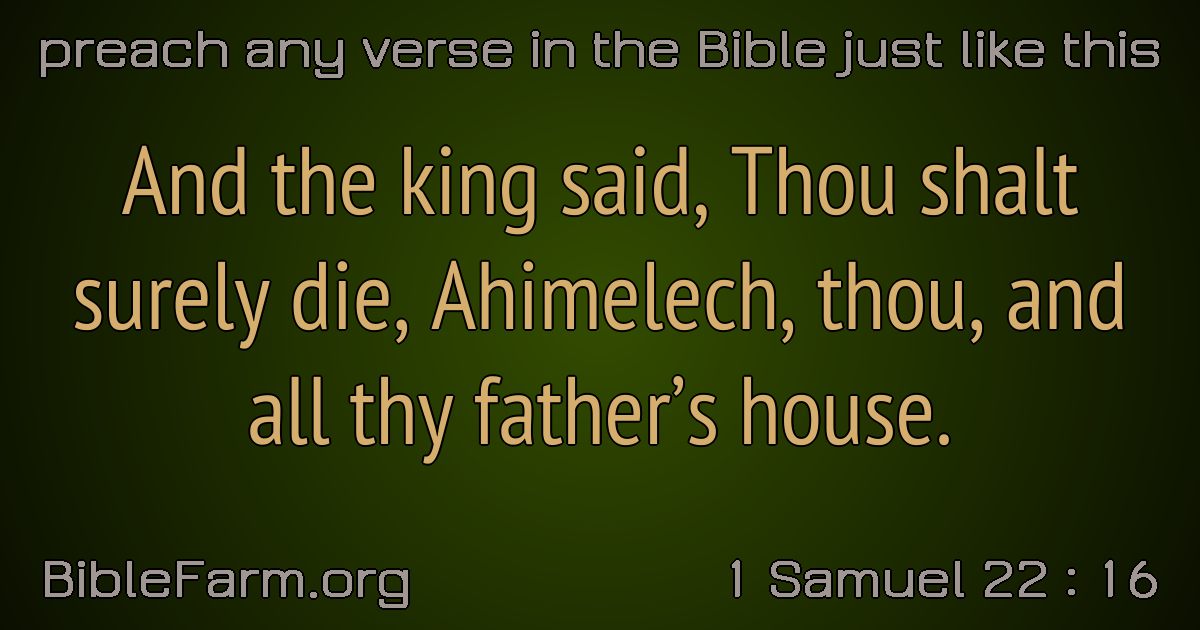 preach any verse in the Bible just like this
And the king said, Thou shalt
surely die, Ahimelech, thou, and
all thy father’s house.
BibleFarm.org
1 Samuel 22 : 16